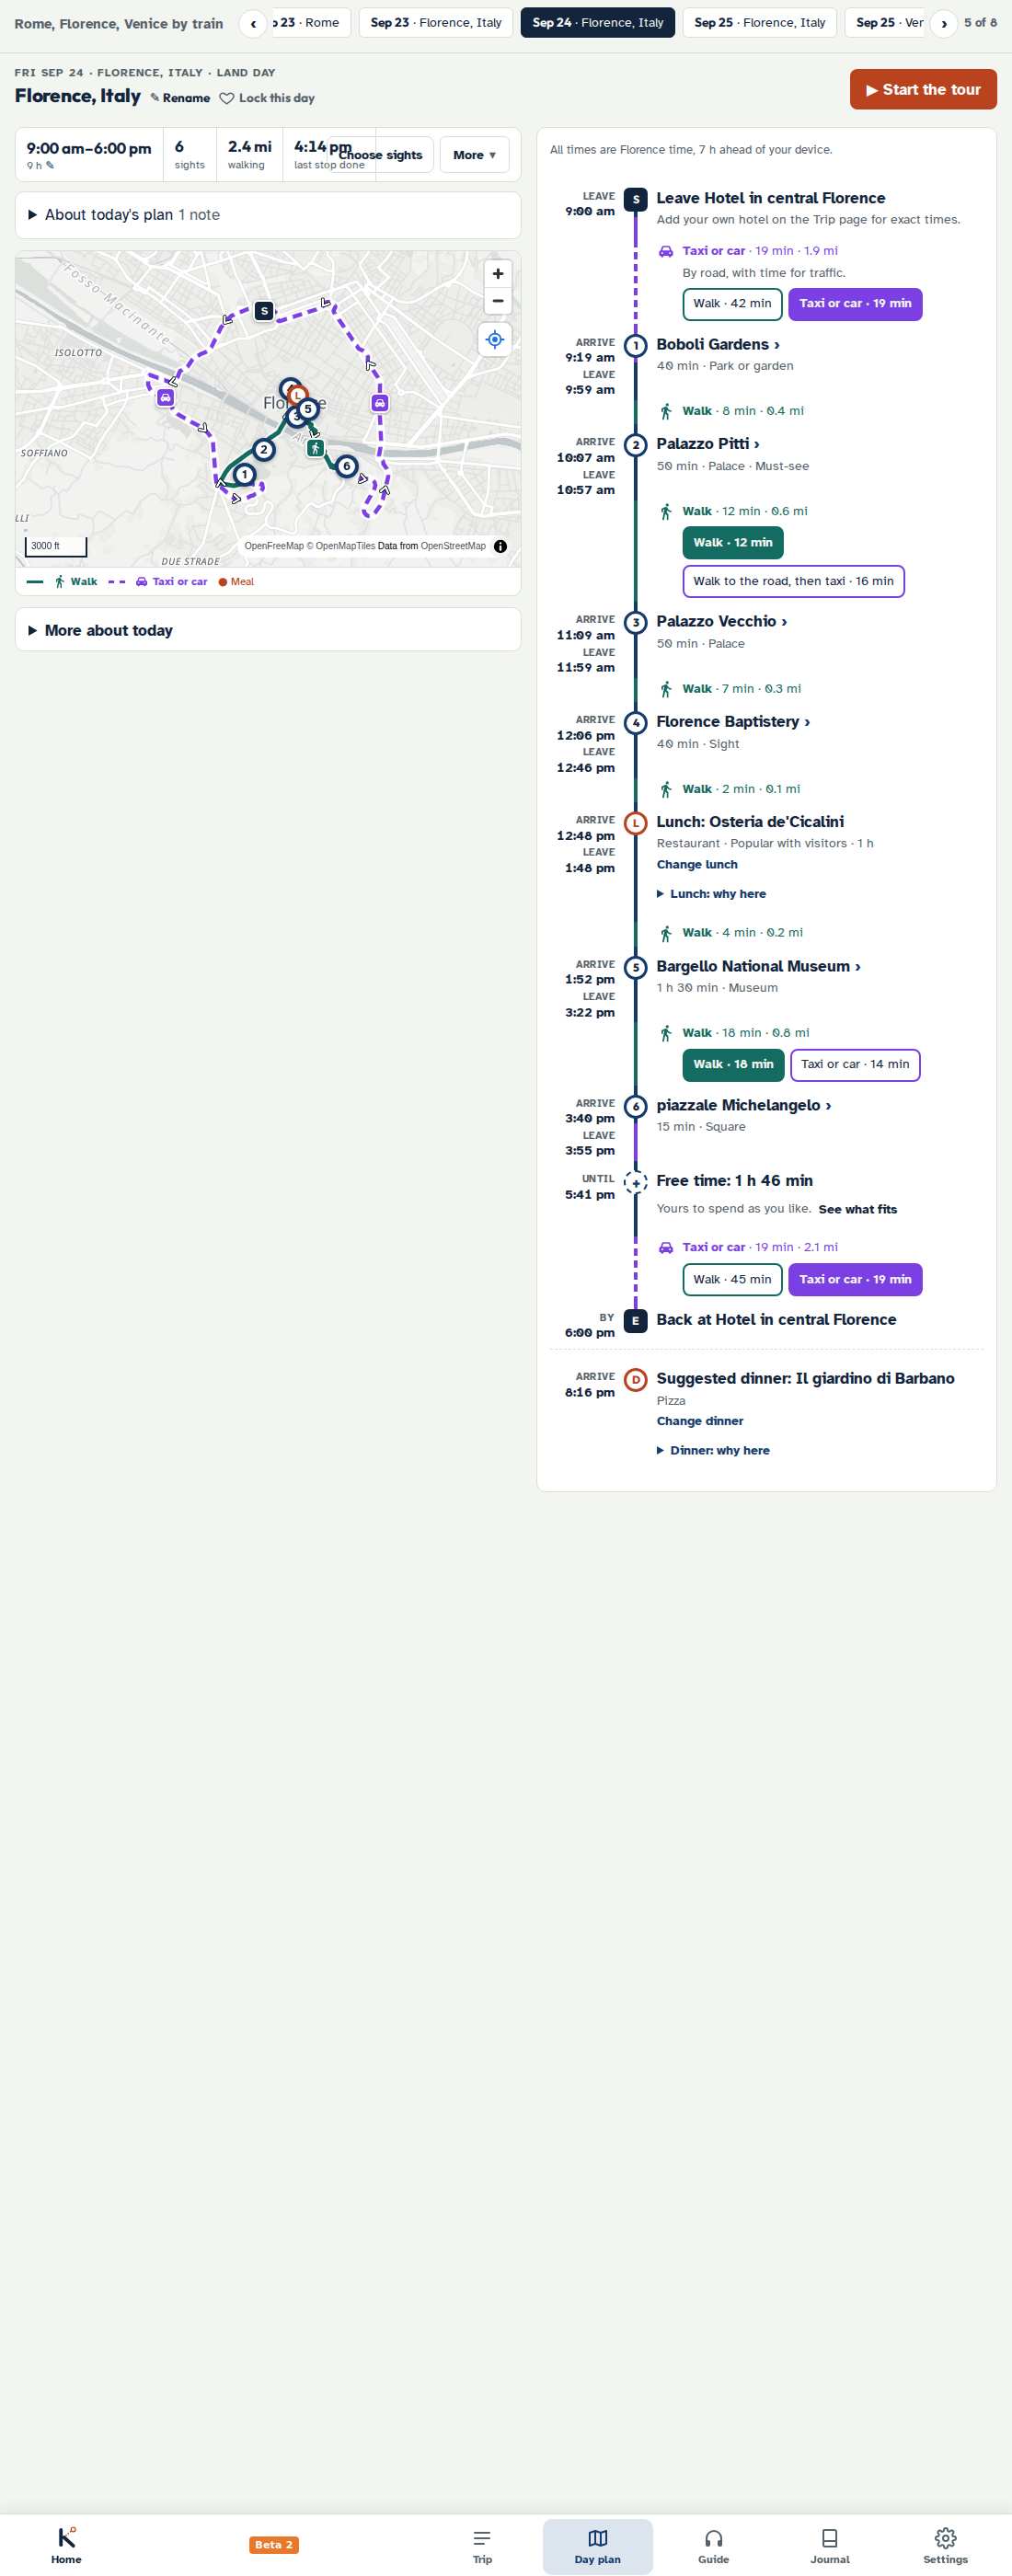 Rome, Florence, Venice by train
‹
23 · Rome
Sep 23 · Florence, Italy
Sep 24 · Florence, Italy
Sep 25 · Florence, Italy
Sep 25 · Ver
›
5 of 8
FRI SEP 24 · FLORENCE, ITALY · LAND DAY
Florence, Italy
✎ Rename
Lock this day
▶ Start the tour
9:00 am–6:00 pm
9 h ✎
6
sights
2.4 mi
walking
4:14 pm
last stop done
Choose sights
More ▾
▶ About today's plan 1 note
Fosso Macinante
ISOLOTTO
SOFFIANO
LLI
DUE STRADE
S
L
3
5
2
1
6
+
−
3000 ft
OpenFreeMap © OpenMapTiles Data from OpenStreetMap
Walk
Taxi or car
Meal
▶ More about today
All times are Florence time, 7 h ahead of your device.
LEAVE
9:00 am
S
Leave Hotel in central Florence
Add your own hotel on the Trip page for exact times.
Taxi or car · 19 min · 1.9 mi
By road, with time for traffic.
Walk · 42 min
Taxi or car · 19 min
ARRIVE
9:19 am
LEAVE
9:59 am
1
Boboli Gardens ›
40 min · Park or garden
Walk · 8 min · 0.4 mi
ARRIVE
10:07 am
LEAVE
10:57 am
2
Palazzo Pitti ›
50 min · Palace · Must-see
Walk · 12 min · 0.6 mi
Walk · 12 min
Walk to the road, then taxi · 16 min
ARRIVE
11:09 am
LEAVE
11:59 am
3
Palazzo Vecchio ›
50 min · Palace
Walk · 7 min · 0.3 mi
ARRIVE
12:06 pm
LEAVE
12:46 pm
4
Florence Baptistery ›
40 min · Sight
Walk · 2 min · 0.1 mi
ARRIVE
12:48 pm
LEAVE
1:48 pm
L
Lunch: Osteria de'Cicalini
Restaurant · Popular with visitors · 1 h
Change lunch
▶ Lunch: why here
Walk · 4 min · 0.2 mi
ARRIVE
1:52 pm
LEAVE
3:22 pm
5
Bargello National Museum ›
1 h 30 min · Museum
Walk · 18 min · 0.8 mi
Walk · 18 min
Taxi or car · 14 min
ARRIVE
3:40 pm
LEAVE
3:55 pm
6
piazzale Michelangelo ›
15 min · Square
UNTIL
5:41 pm
+
Free time: 1 h 46 min
Yours to spend as you like. See what fits
Taxi or car · 19 min · 2.1 mi
Walk · 45 min
Taxi or car · 19 min
BY
6:00 pm
E
Back at Hotel in central Florence
ARRIVE
8:16 pm
D
Suggested dinner: Il giardino di Barbano
Pizza
Change dinner
▶ Dinner: why here
Home
Beta 2
Trip
Day plan
Guide
Journal
Settings